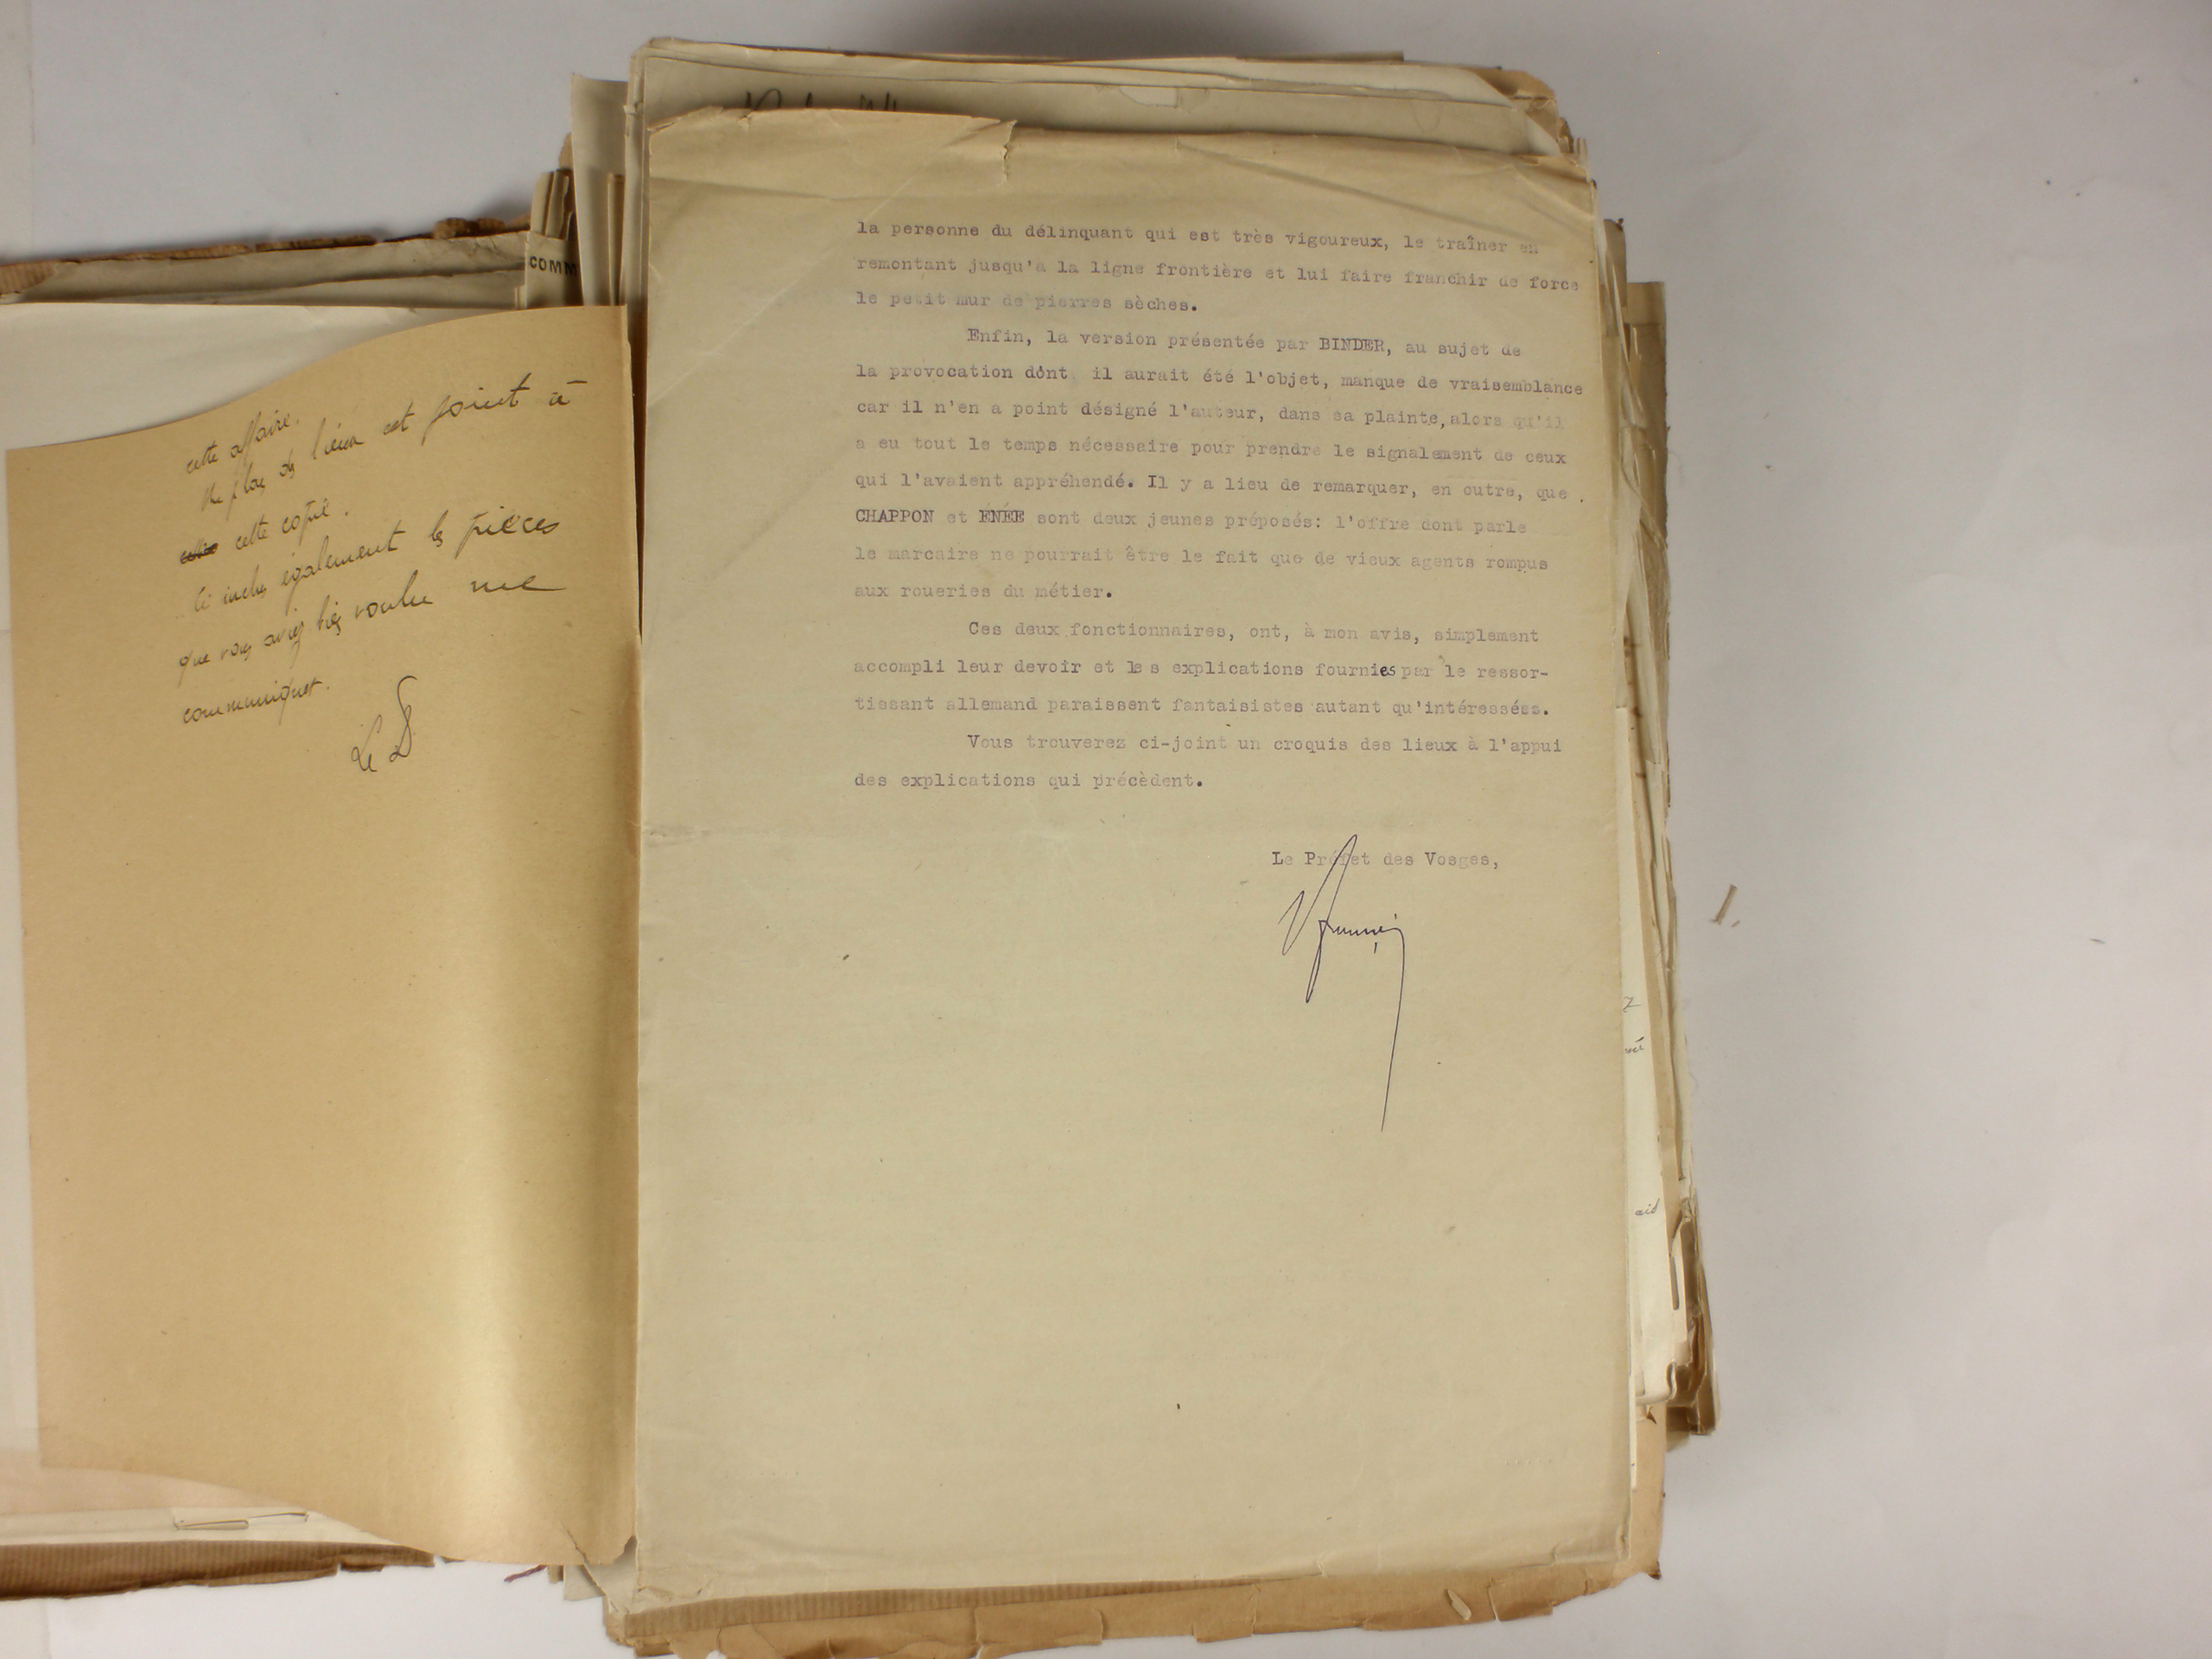 cette affaire.
Un plan des lieux est joint à
cette copie.
Ci inclus également les pièces
que vous aviez bien voulu me
communiquer.
Le D
COMM
la personne du délinquant qui est très vigoureux, le traîner en
remontant jusqu'à la ligne frontière et lui faire franchir de force
le petit mur de pierres sèches.
Enfin, la version présentée par BINDER, au sujet de
la provocation dont il aurait été l'objet, manque de vraisemblance
car il n'en a point désigné l'auteur, dans sa plainte, alors qu'il
a eu tout le temps nécessaire pour prendre le signalement de ceux
qui l'avaient appréhendé. Il y a lieu de remarquer, en outre, que
CHAPPON et ENÉE sont deux jeunes préposés: l'offre dont parle
le marcaire ne pourrait être le fait que de vieux agents rompus
aux roueries du métier.
Ces deux fonctionnaires, ont, à mon avis, simplement
accompli leur devoir et les explications fournies par le ressor-
tissant allemand paraissent fantaisistes autant qu'intéressées.
Vous trouverez ci-joint un croquis des lieux à l'appui
des explications qui précèdent.
Le Préfet des Vosges,
aid